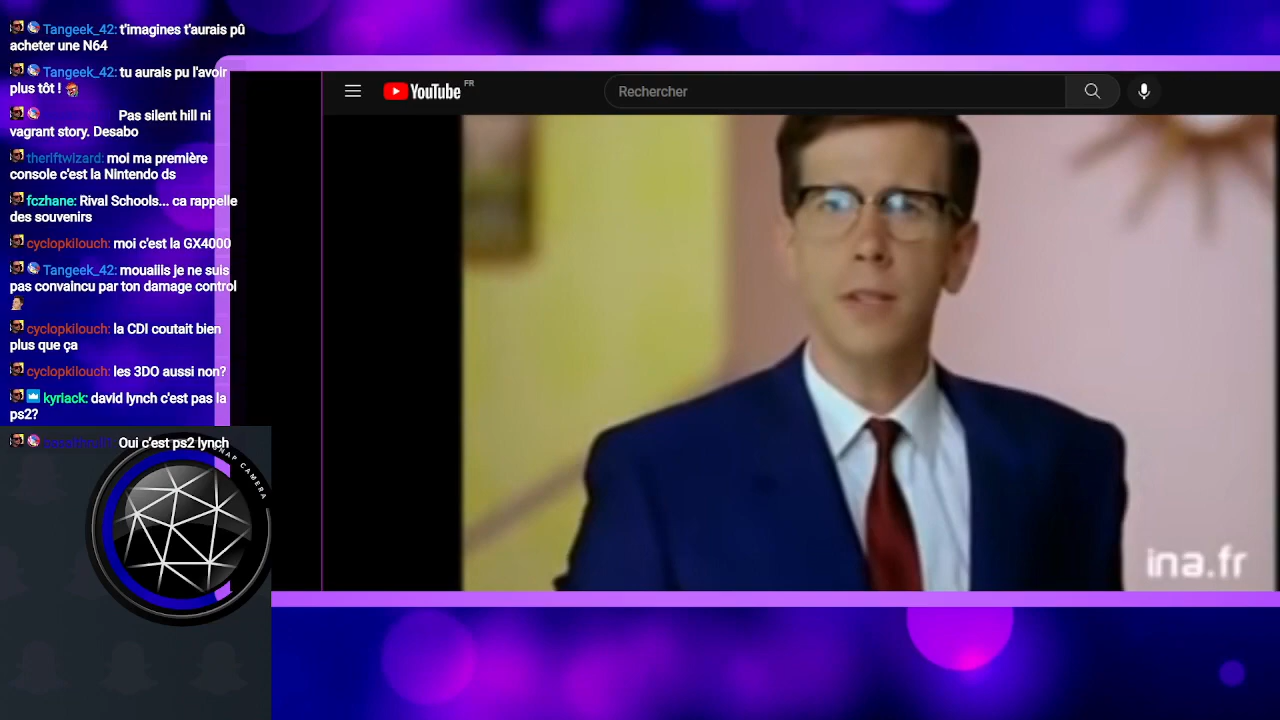 Tangeek_42: t'imagines t'aurais pû
acheter une N64
Tangeek_42: tu aurais pu l'avoir
plus tôt !
Pas silent hill ni
vagrant story. Desabo
theriftwizard: moi ma première
console c'est la Nintendo ds
fczhane: Rival Schools... ca rappelle
des souvenirs
cyclopkilouch: moi c'est la GX4000
Tangeek_42: mouaiiis je ne suis
pas convaincu par ton damage control
cyclopkilouch: la CDI coutait bien
plus que ça
cyclopkilouch: les 3DO aussi non?
kyriack: david lynch c'est pas la
ps2?
Oui c'est ps2 lynch
SNAP CAMERA
YouTube FR
Rechercher
ina.fr